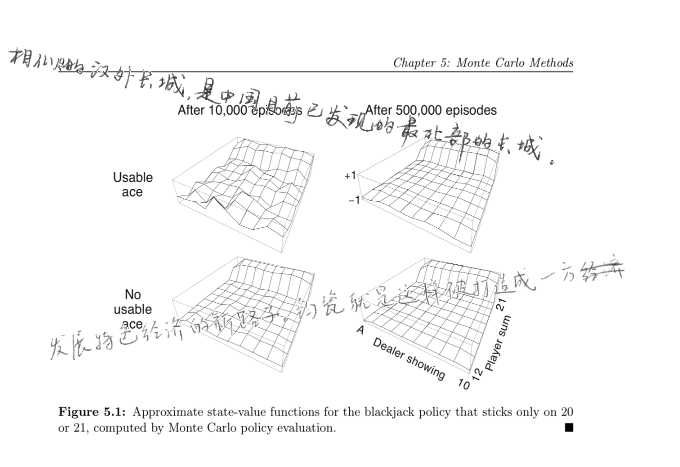 Chapter 5: Monte Carlo Methods
相似的汉外长城,是中国目前已发现的最北部的长城。
After 10,000 episodes
After 500,000 episodes
Usable
ace
+1
−1
No
usable
ace
发展特色经济的新路子。钧瓷就是这样被打造成一方
A
Dealer showing
10
12
Player sum
21
Figure 5.1: Approximate state-value functions for the blackjack policy that sticks only on 20
or 21, computed by Monte Carlo policy evaluation.